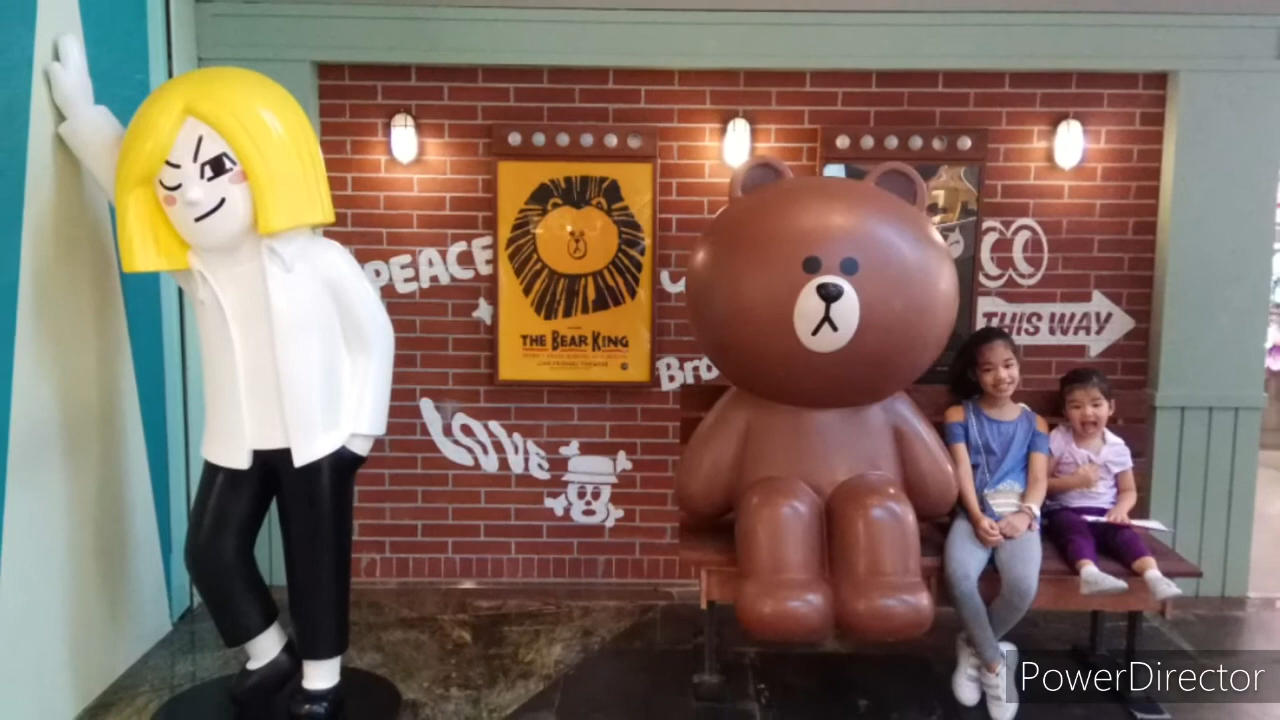 PEACE
THE BEAR KING
Bro
LOVE
THIS WAY
PowerDirector